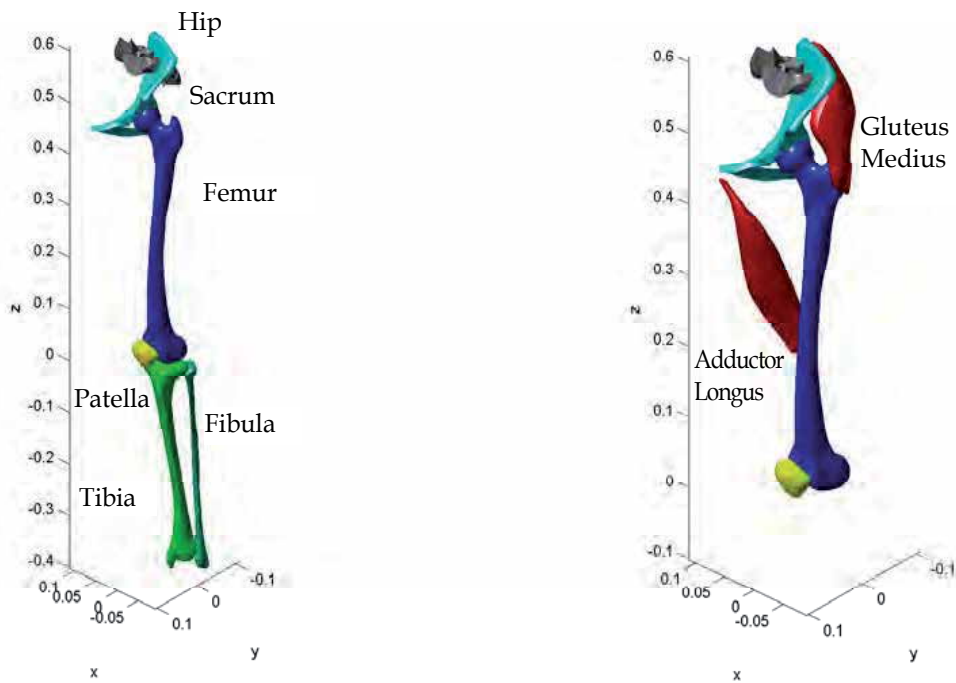 Hip
Sacrum
Femur
Patella
Fibula
Tibia
0.6
0.5
0.4
0.3
0.2
0.1
0
-0.1
-0.2
-0.3
-0.4
z
0.1
0.05
0
-0.05
x
0.1
0
-0.1
y
Gluteus
Medius
Adductor
Longus
0.6
0.5
0.4
0.3
0.2
0.1
0
-0.1
z
0.1
0.05
0
-0.05
x
0.1
0
-0.1
y